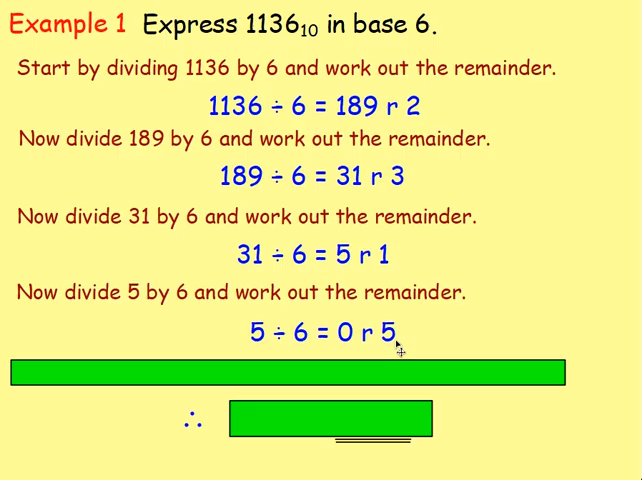 Example 1 Express 1136₁₀ in base 6.
Start by dividing 1136 by 6 and work out the remainder.
1136 ÷ 6 = 189 r 2
Now divide 189 by 6 and work out the remainder.
189 ÷ 6 = 31 r 3
Now divide 31 by 6 and work out the remainder.
31 ÷ 6 = 5 r 1
Now divide 5 by 6 and work out the remainder.
5 ÷ 6 = 0 r 5
∴